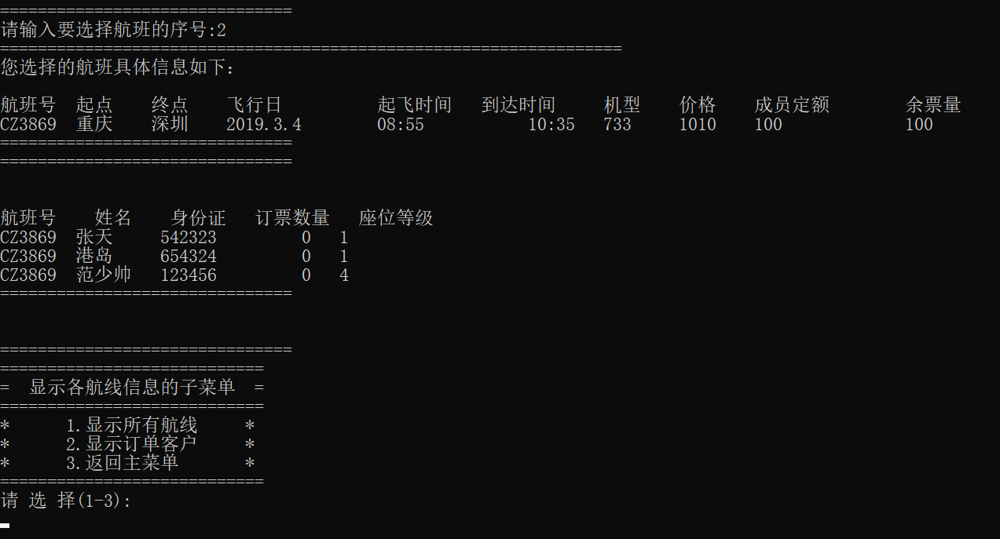 ===============================
请输入要选择航班的序号:2
==================================================================
您选择的航班具体信息如下:
航班号 起点 终点 飞行日 起飞时间 到达时间 机型 价格 成员定额 余票量
CZ3869 重庆 深圳 2019.3.4 08:55 10:35 733 1010 100 100
===============================
===============================
航班号 姓名 身份证 订票数量 座位等级
CZ3869 张天 542323 0 1
CZ3869 港岛 654324 0 1
CZ3869 范少帅 123456 0 4
===============================
===============================
============================
= 显示各航线信息的子菜单 =
============================
* 1.显示所有航线 *
* 2.显示订单客户 *
* 3.返回主菜单 *
============================
请 选 择(1-3):